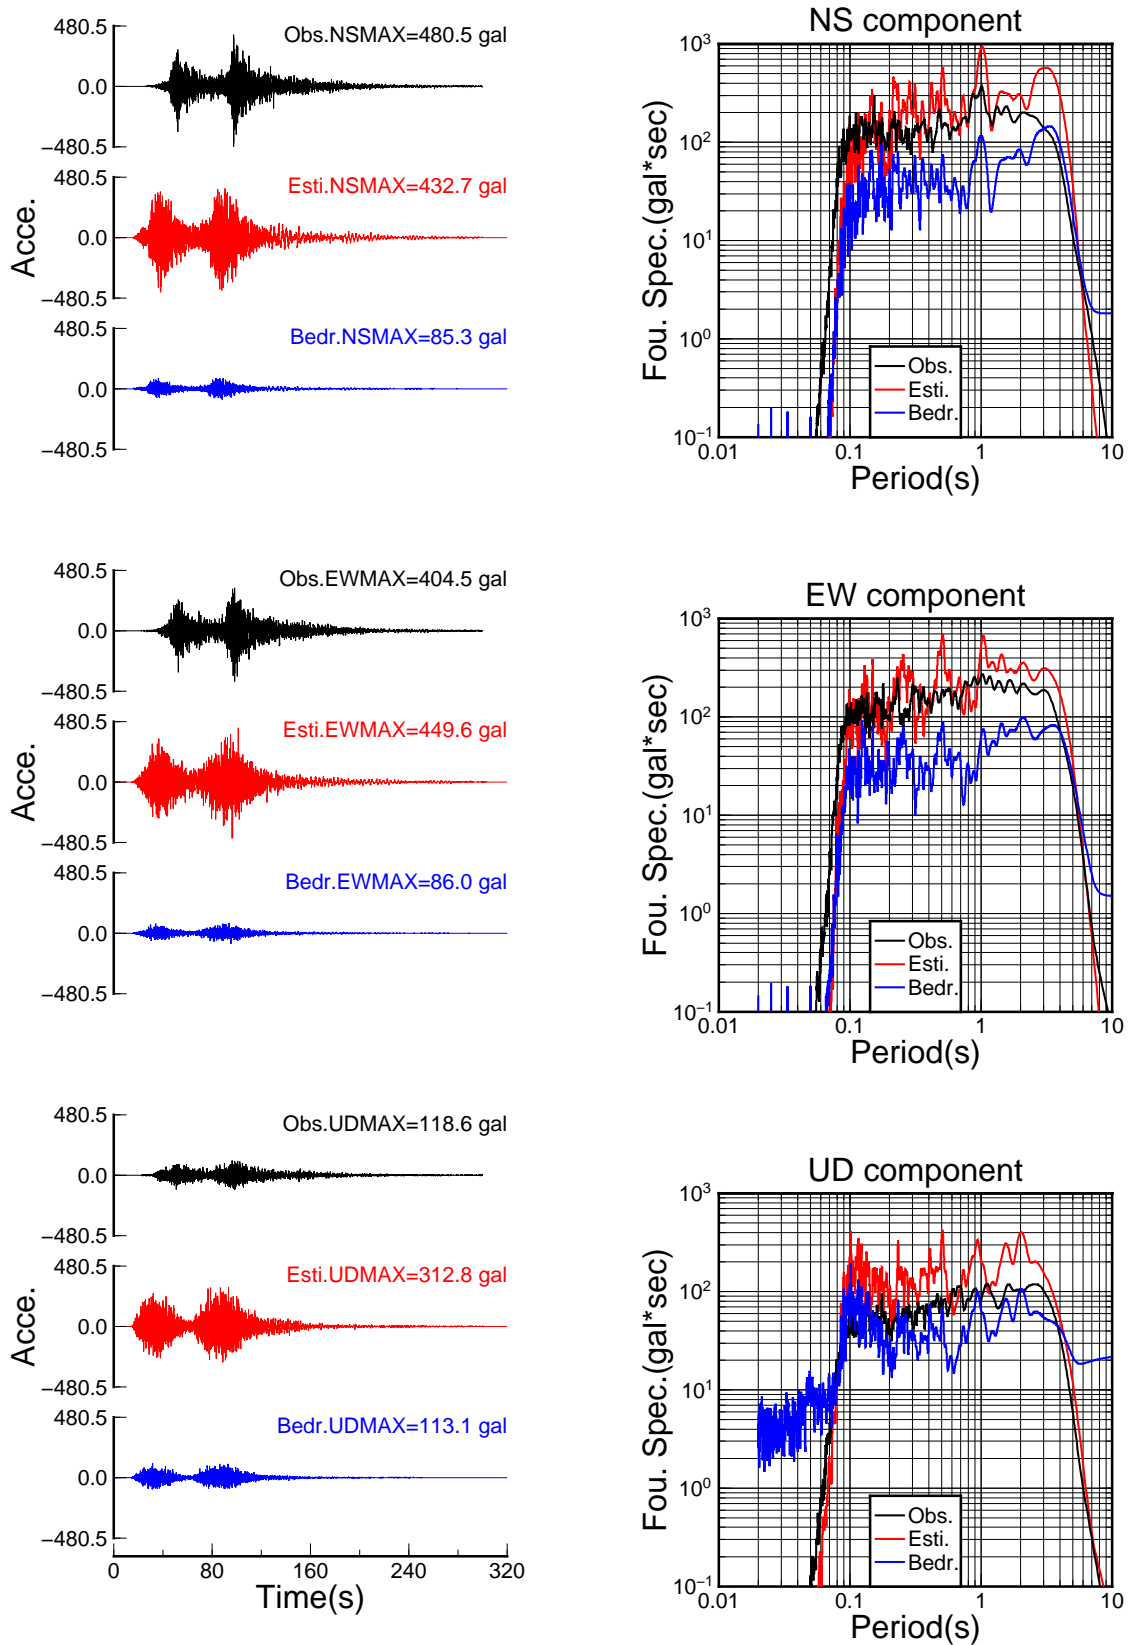 480.5
Obs.NSMAX=480.5 gal
0.0
−480.5
480.5
Esti.NSMAX=432.7 gal
0.0
−480.5
480.5
Bedr.NSMAX=85.3 gal
0.0
−480.5
Acce.
NS component
10³
10²
10¹
10⁰
10⁻¹
Fou. Spec.(gal*sec)
Obs.
Esti.
Bedr.
0.01
0.1
1
10
Period(s)
480.5
Obs.EWMAX=404.5 gal
0.0
−480.5
480.5
Esti.EWMAX=449.6 gal
0.0
−480.5
480.5
Bedr.EWMAX=86.0 gal
0.0
−480.5
Acce.
EW component
10³
10²
10¹
10⁰
10⁻¹
Fou. Spec.(gal*sec)
Obs.
Esti.
Bedr.
0.01
0.1
1
10
Period(s)
480.5
Obs.UDMAX=118.6 gal
0.0
−480.5
480.5
Esti.UDMAX=312.8 gal
0.0
−480.5
480.5
Bedr.UDMAX=113.1 gal
0.0
−480.5
Acce.
0
80
160
240
320
Time(s)
UD component
10³
10²
10¹
10⁰
10⁻¹
Fou. Spec.(gal*sec)
Obs.
Esti.
Bedr.
0.01
0.1
1
10
Period(s)